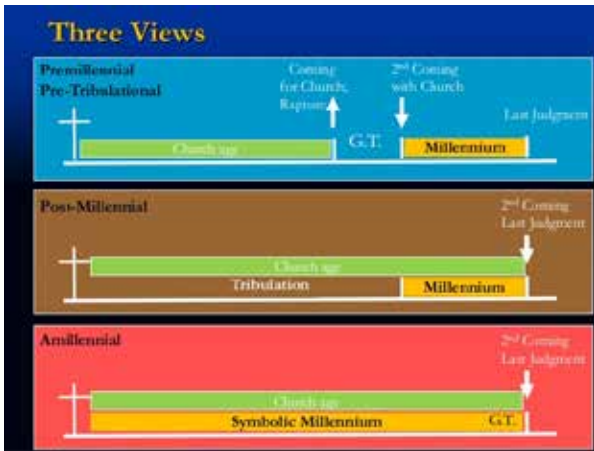 Three Views
Premillennial
Pre-Tribulational
Coming
for Church;
Rapture
2nd Coming
with Church
Last Judgment
G.T.
Church age
Millennium
Post-Millennial
2nd Coming
Last Judgment
Church age
Tribulation
Millennium
Amillennial
2nd Coming
Last Judgment
Church age
Symbolic Millennium
G.T.